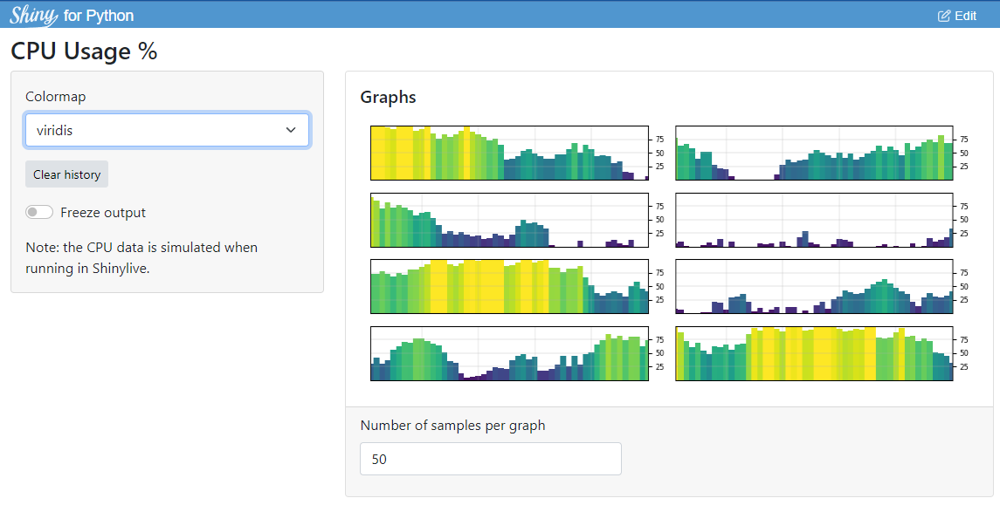 Shiny for Python
Edit
CPU Usage %
Colormap
viridis
Clear history
Freeze output
Note: the CPU data is simulated when
running in Shinylive.
Graphs
75
50
25
75
50
25
75
50
25
75
50
25
75
50
25
75
50
25
75
50
25
75
50
25
Number of samples per graph
50